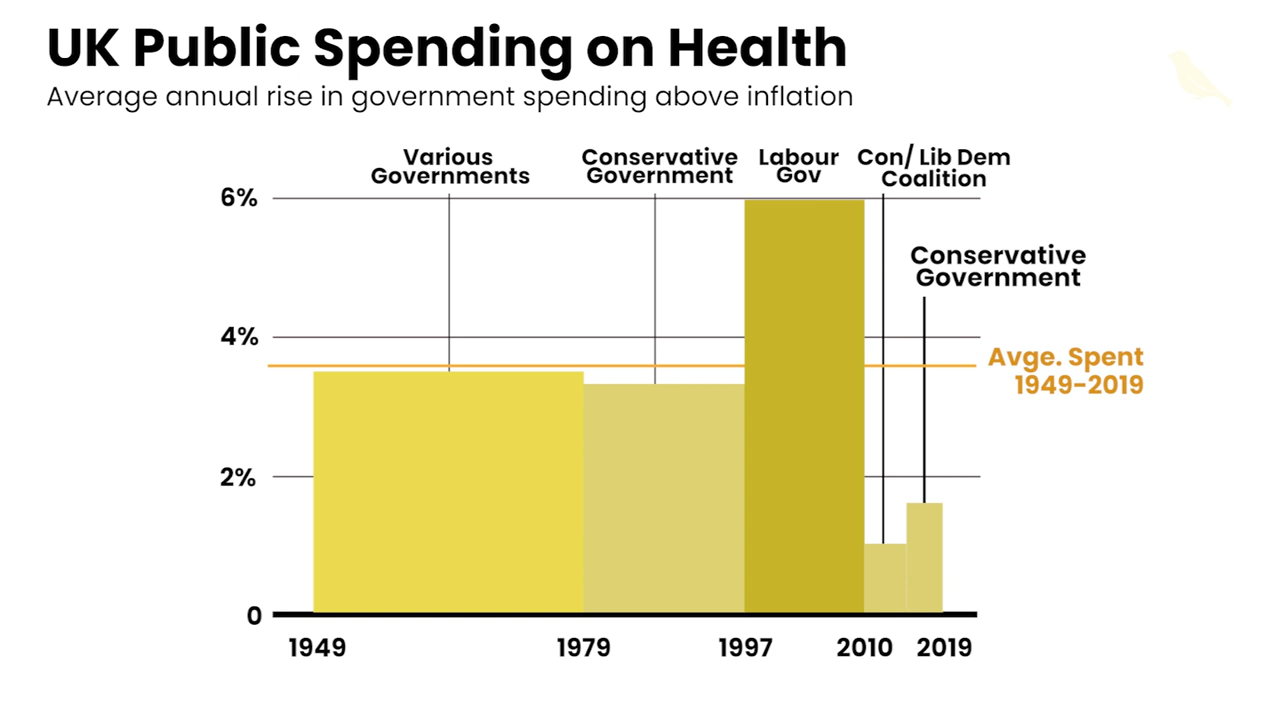 UK Public Spending on Health
Average annual rise in government spending above inflation
Various
Governments
Conservative
Government
Labour
Gov
Con/ Lib Dem
Coalition
Conservative
Government
6%
4%
2%
0
Avge. Spent
1949-2019
1949
1979
1997
2010
2019